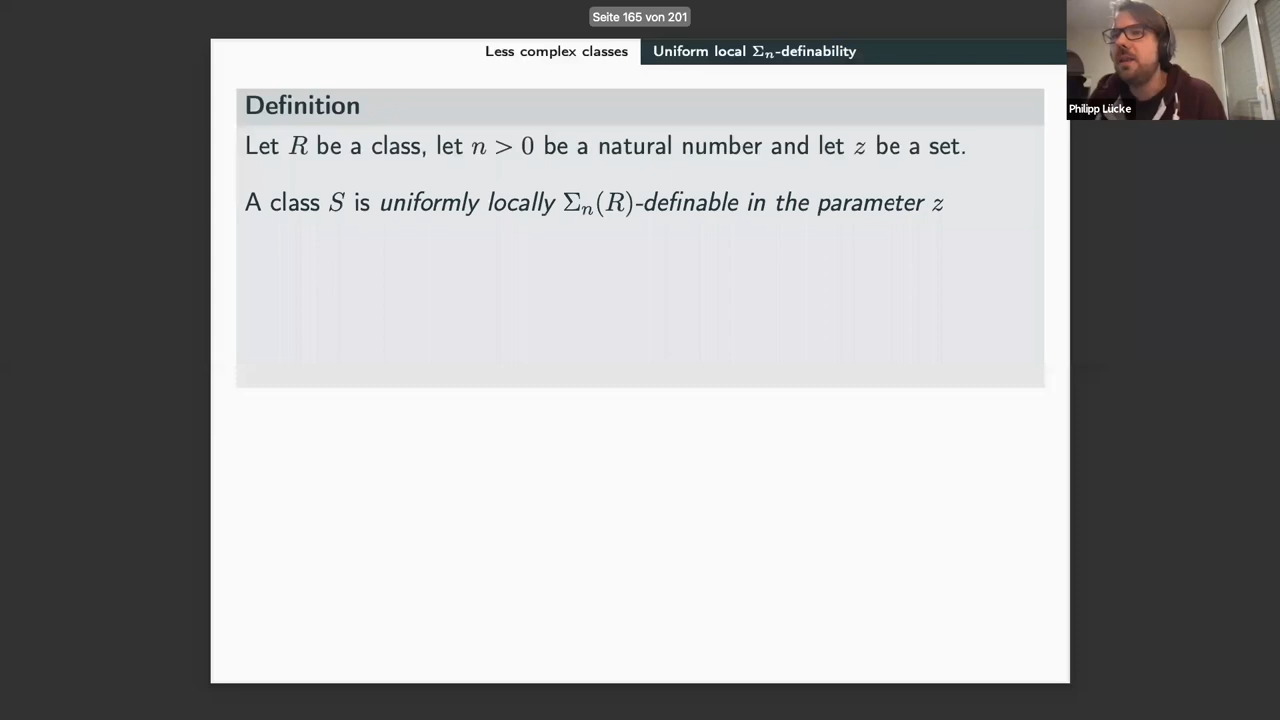 Seite 165 von 201
Less complex classes
Uniform local Σₙ-definability
Philipp Lücke
Definition
Let R be a class, let n > 0 be a natural number and let z be a set.
A class S is uniformly locally Σₙ(R)-definable in the parameter z